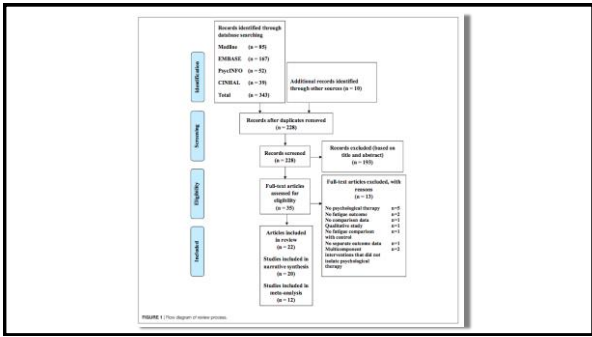 Records identified through
database searching
Medline (n = 85)
EMBASE (n = 167)
PsycINFO (n = 52)
CINHAL (n = 39)
Total (n = 343)
Additional records identified
through other sources (n = 10)
Identification
Records after duplicates removed
(n = 228)
Screening
Records screened
(n = 228)
Records excluded (based on
title and abstract)
(n = 193)
Eligibility
Full-text articles
assessed for
eligibility
(n = 35)
Full-text articles excluded, with
reasons
(n = 13)
No psychological therapy n=5
No fatigue outcome n=2
No comparison data n=1
Qualitative study n=1
No fatigue comparison n=1
with control
No separate outcome data n=1
Multicomponent n=2
interventions that did not
isolate psychological
therapy
Included
Articles included
in review
(n = 22)
Studies included in
narrative synthesis
(n = 20)
Studies included in
meta-analysis
(n = 12)
FIGURE 1 | Flow diagram of review process.